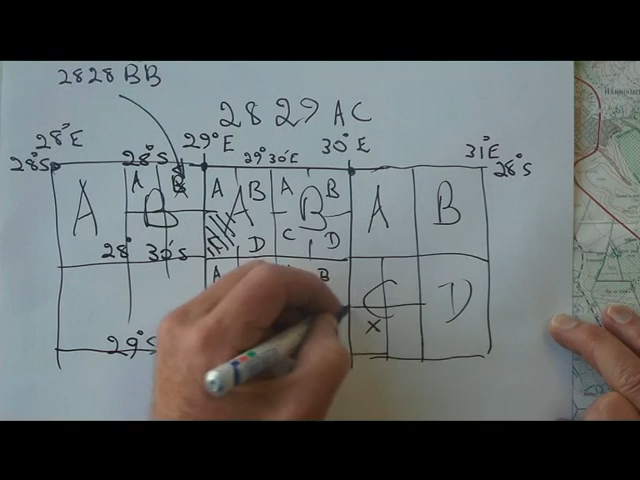 2828 BB
2829 AC
28°E 29°E 30°E 31°E
28°S 28°S 29°30'E 28°S
A B A B A B A B
A B
C D D
28° 30'S
A B C D
X
29°S